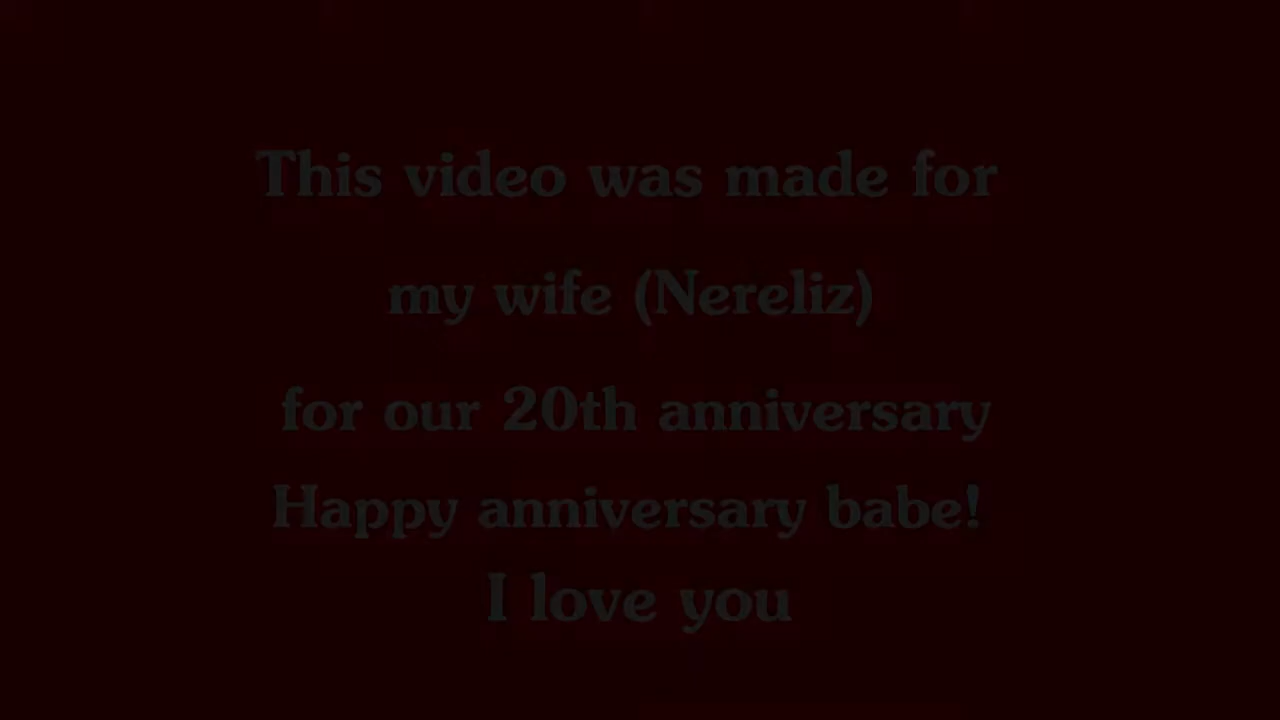 This video was made for
my wife (Nereliz)
for our 20th anniversary
Happy anniversary babe!
I love you